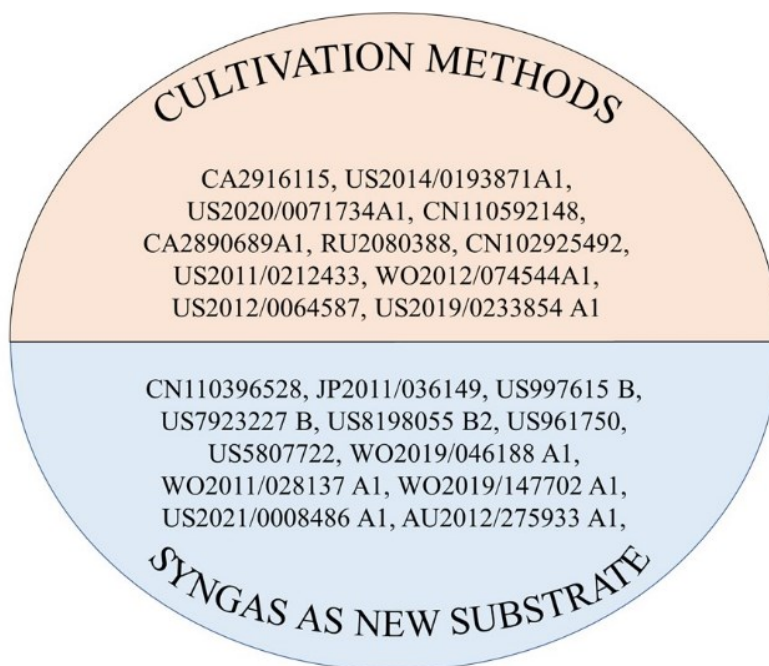 CULTIVATION METHODS
CA2916115, US2014/0193871A1,
US2020/0071734A1, CN110592148,
CA2890689A1, RU2080388, CN102925492,
US2011/0212433, WO2012/074544A1,
US2012/0064587, US2019/0233854 A1
CN110396528, JP2011/036149, US997615 B,
US7923227 B, US8198055 B2, US961750,
US5807722, WO2019/046188 A1,
WO2011/028137 A1, WO2019/147702 A1,
US2021/0008486 A1, AU2012/275933 A1,
SYNGAS AS NEW SUBSTRATE